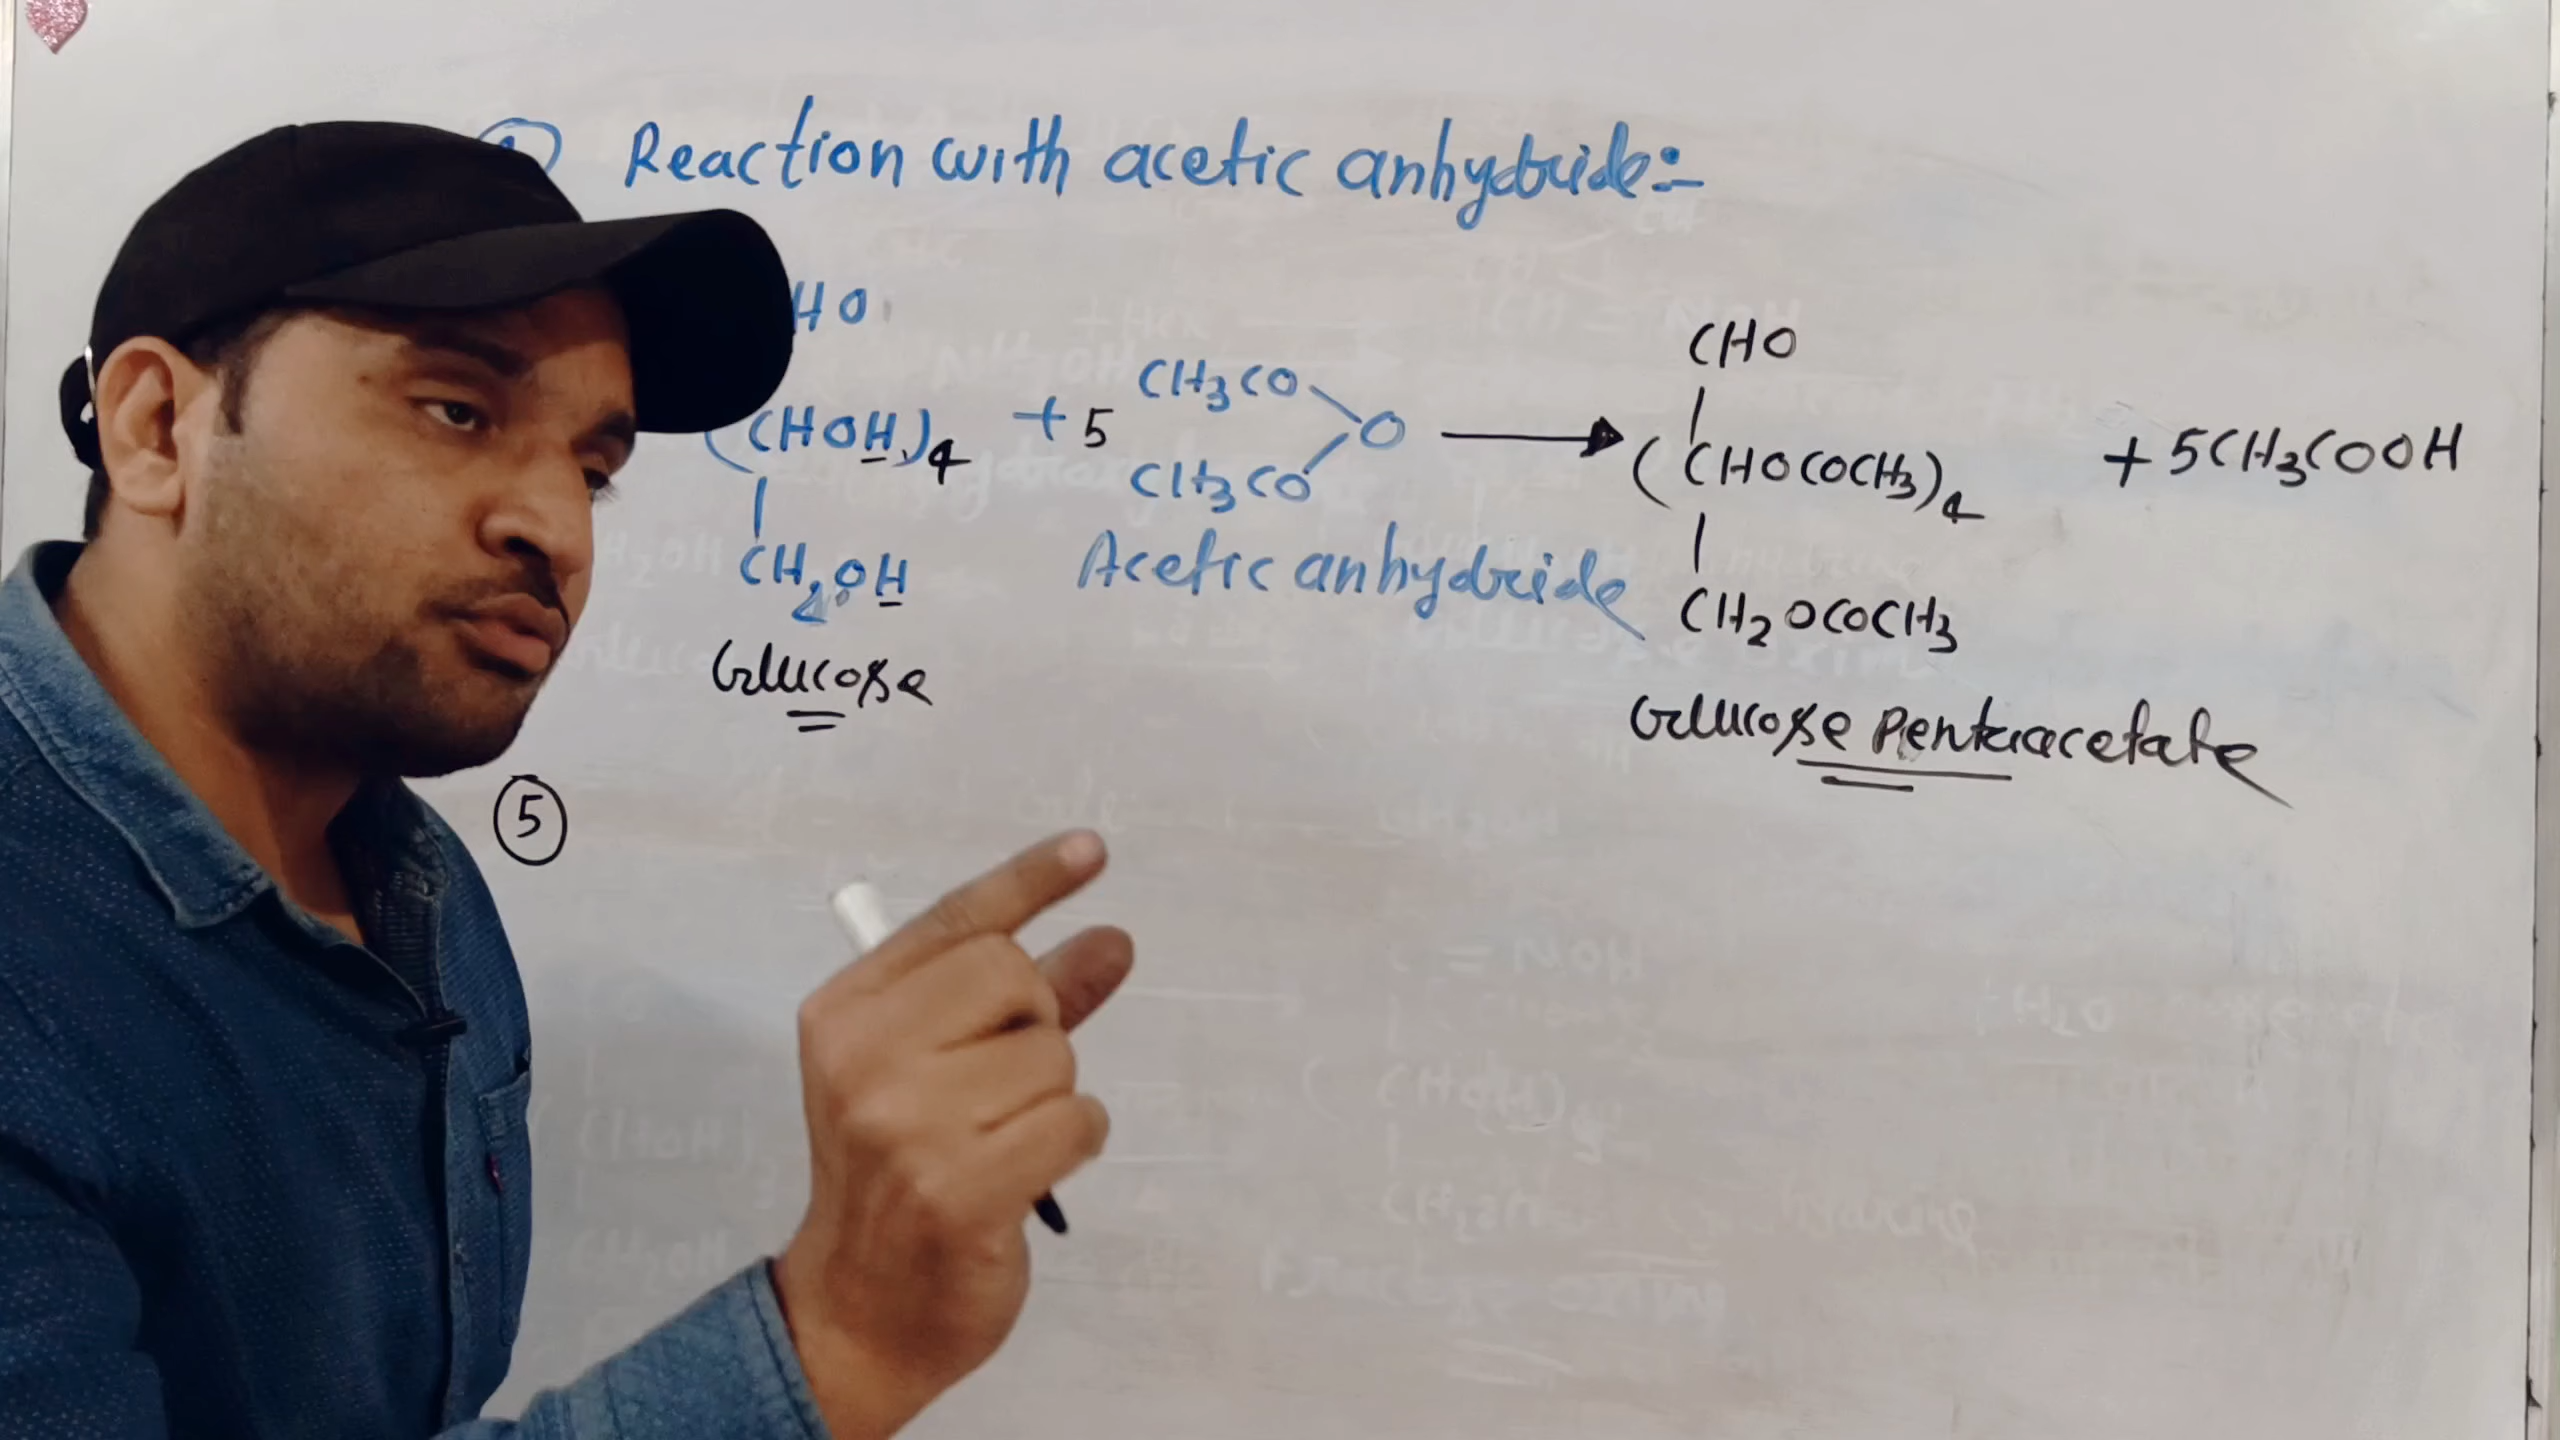 Reaction with acetic anhydride:-
HO
(CHOH)4 + 5 CH3CO CH3CO O → CHO (CHOCOCH3)4 + 5CH3COOH
CH2OH
Acetic anhydride
CH2OCOCH3
Glucose
Glucose pentaacetate
5